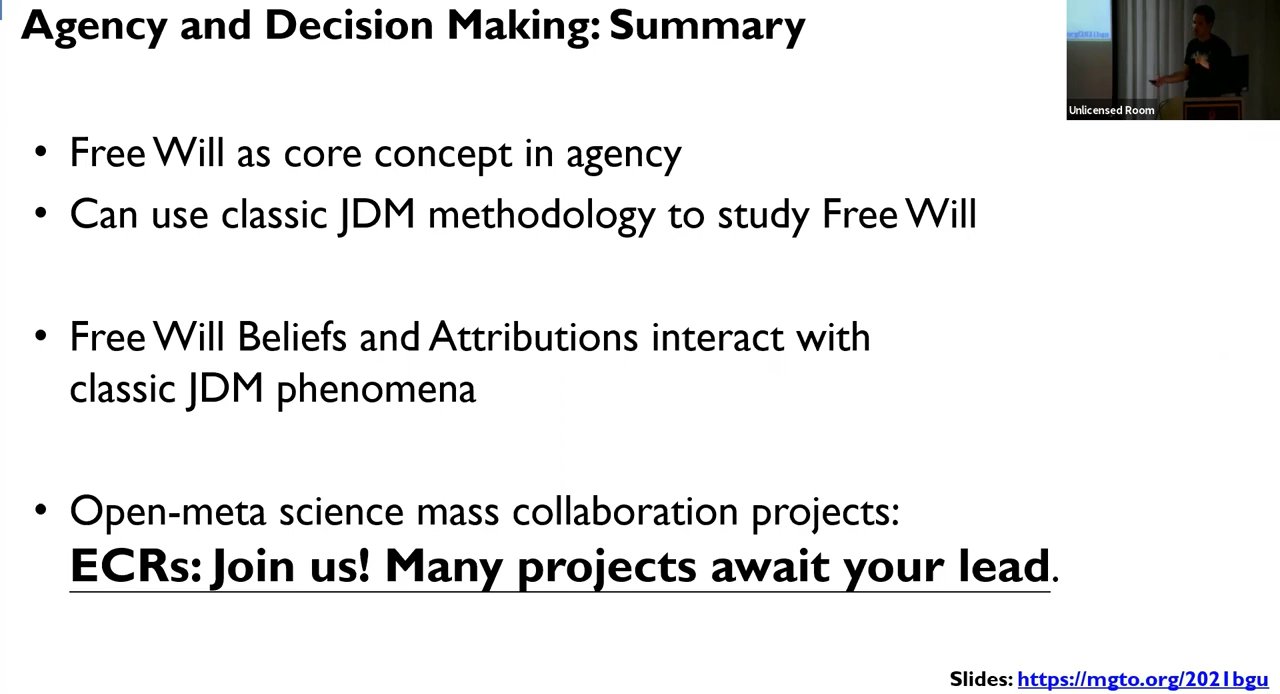 Agency and Decision Making: Summary
Unlicensed Room
• Free Will as core concept in agency
• Can use classic JDM methodology to study Free Will
• Free Will Beliefs and Attributions interact with
classic JDM phenomena
• Open-meta science mass collaboration projects:
ECRs: Join us! Many projects await your lead.
Slides: https://mgto.org/2021bgu